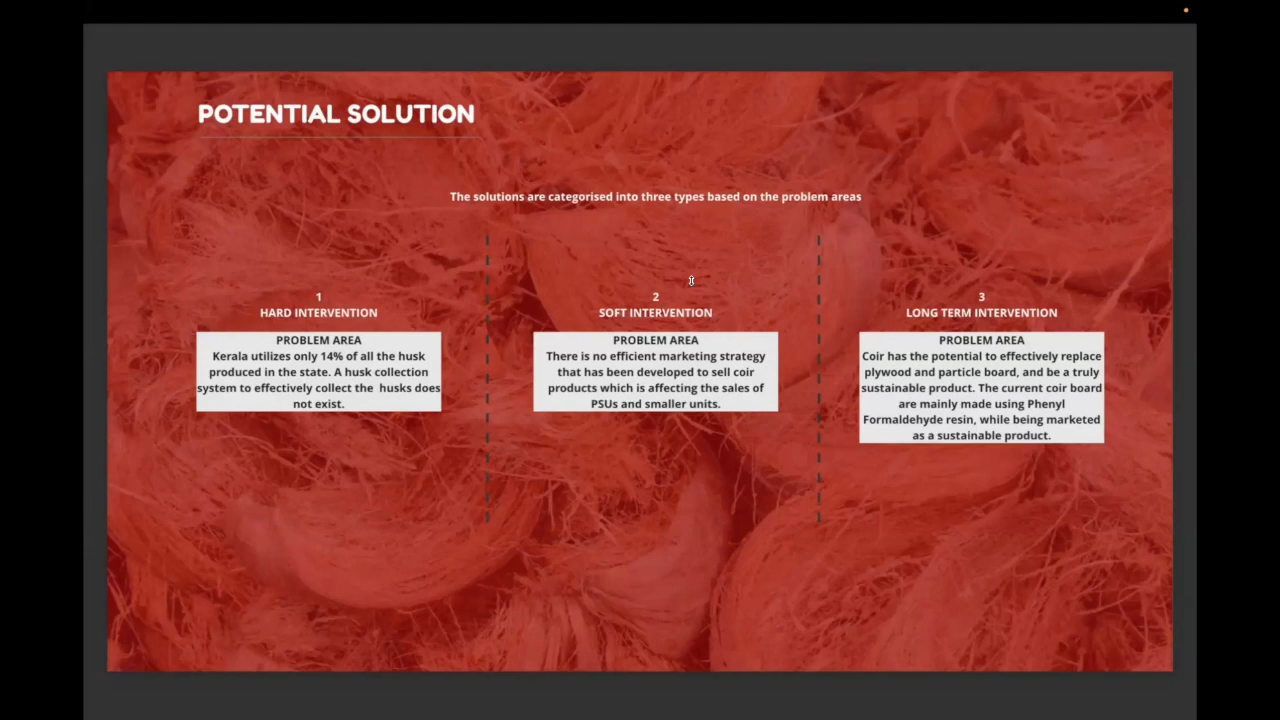 POTENTIAL SOLUTION
The solutions are categorised into three types based on the problem areas
1
HARD INTERVENTION
PROBLEM AREA
Kerala utilizes only 14% of all the husk
produced in the state. A husk collection
system to effectively collect the husks does
not exist.
2
SOFT INTERVENTION
PROBLEM AREA
There is no efficient marketing strategy
that has been developed to sell coir
products which is affecting the sales of
PSUs and smaller units.
3
LONG TERM INTERVENTION
PROBLEM AREA
Coir has the potential to effectively replace
plywood and particle board, and be a truly
sustainable product. The current coir board
are mainly made using Phenyl
Formaldehyde resin, while being marketed
as a sustainable product.